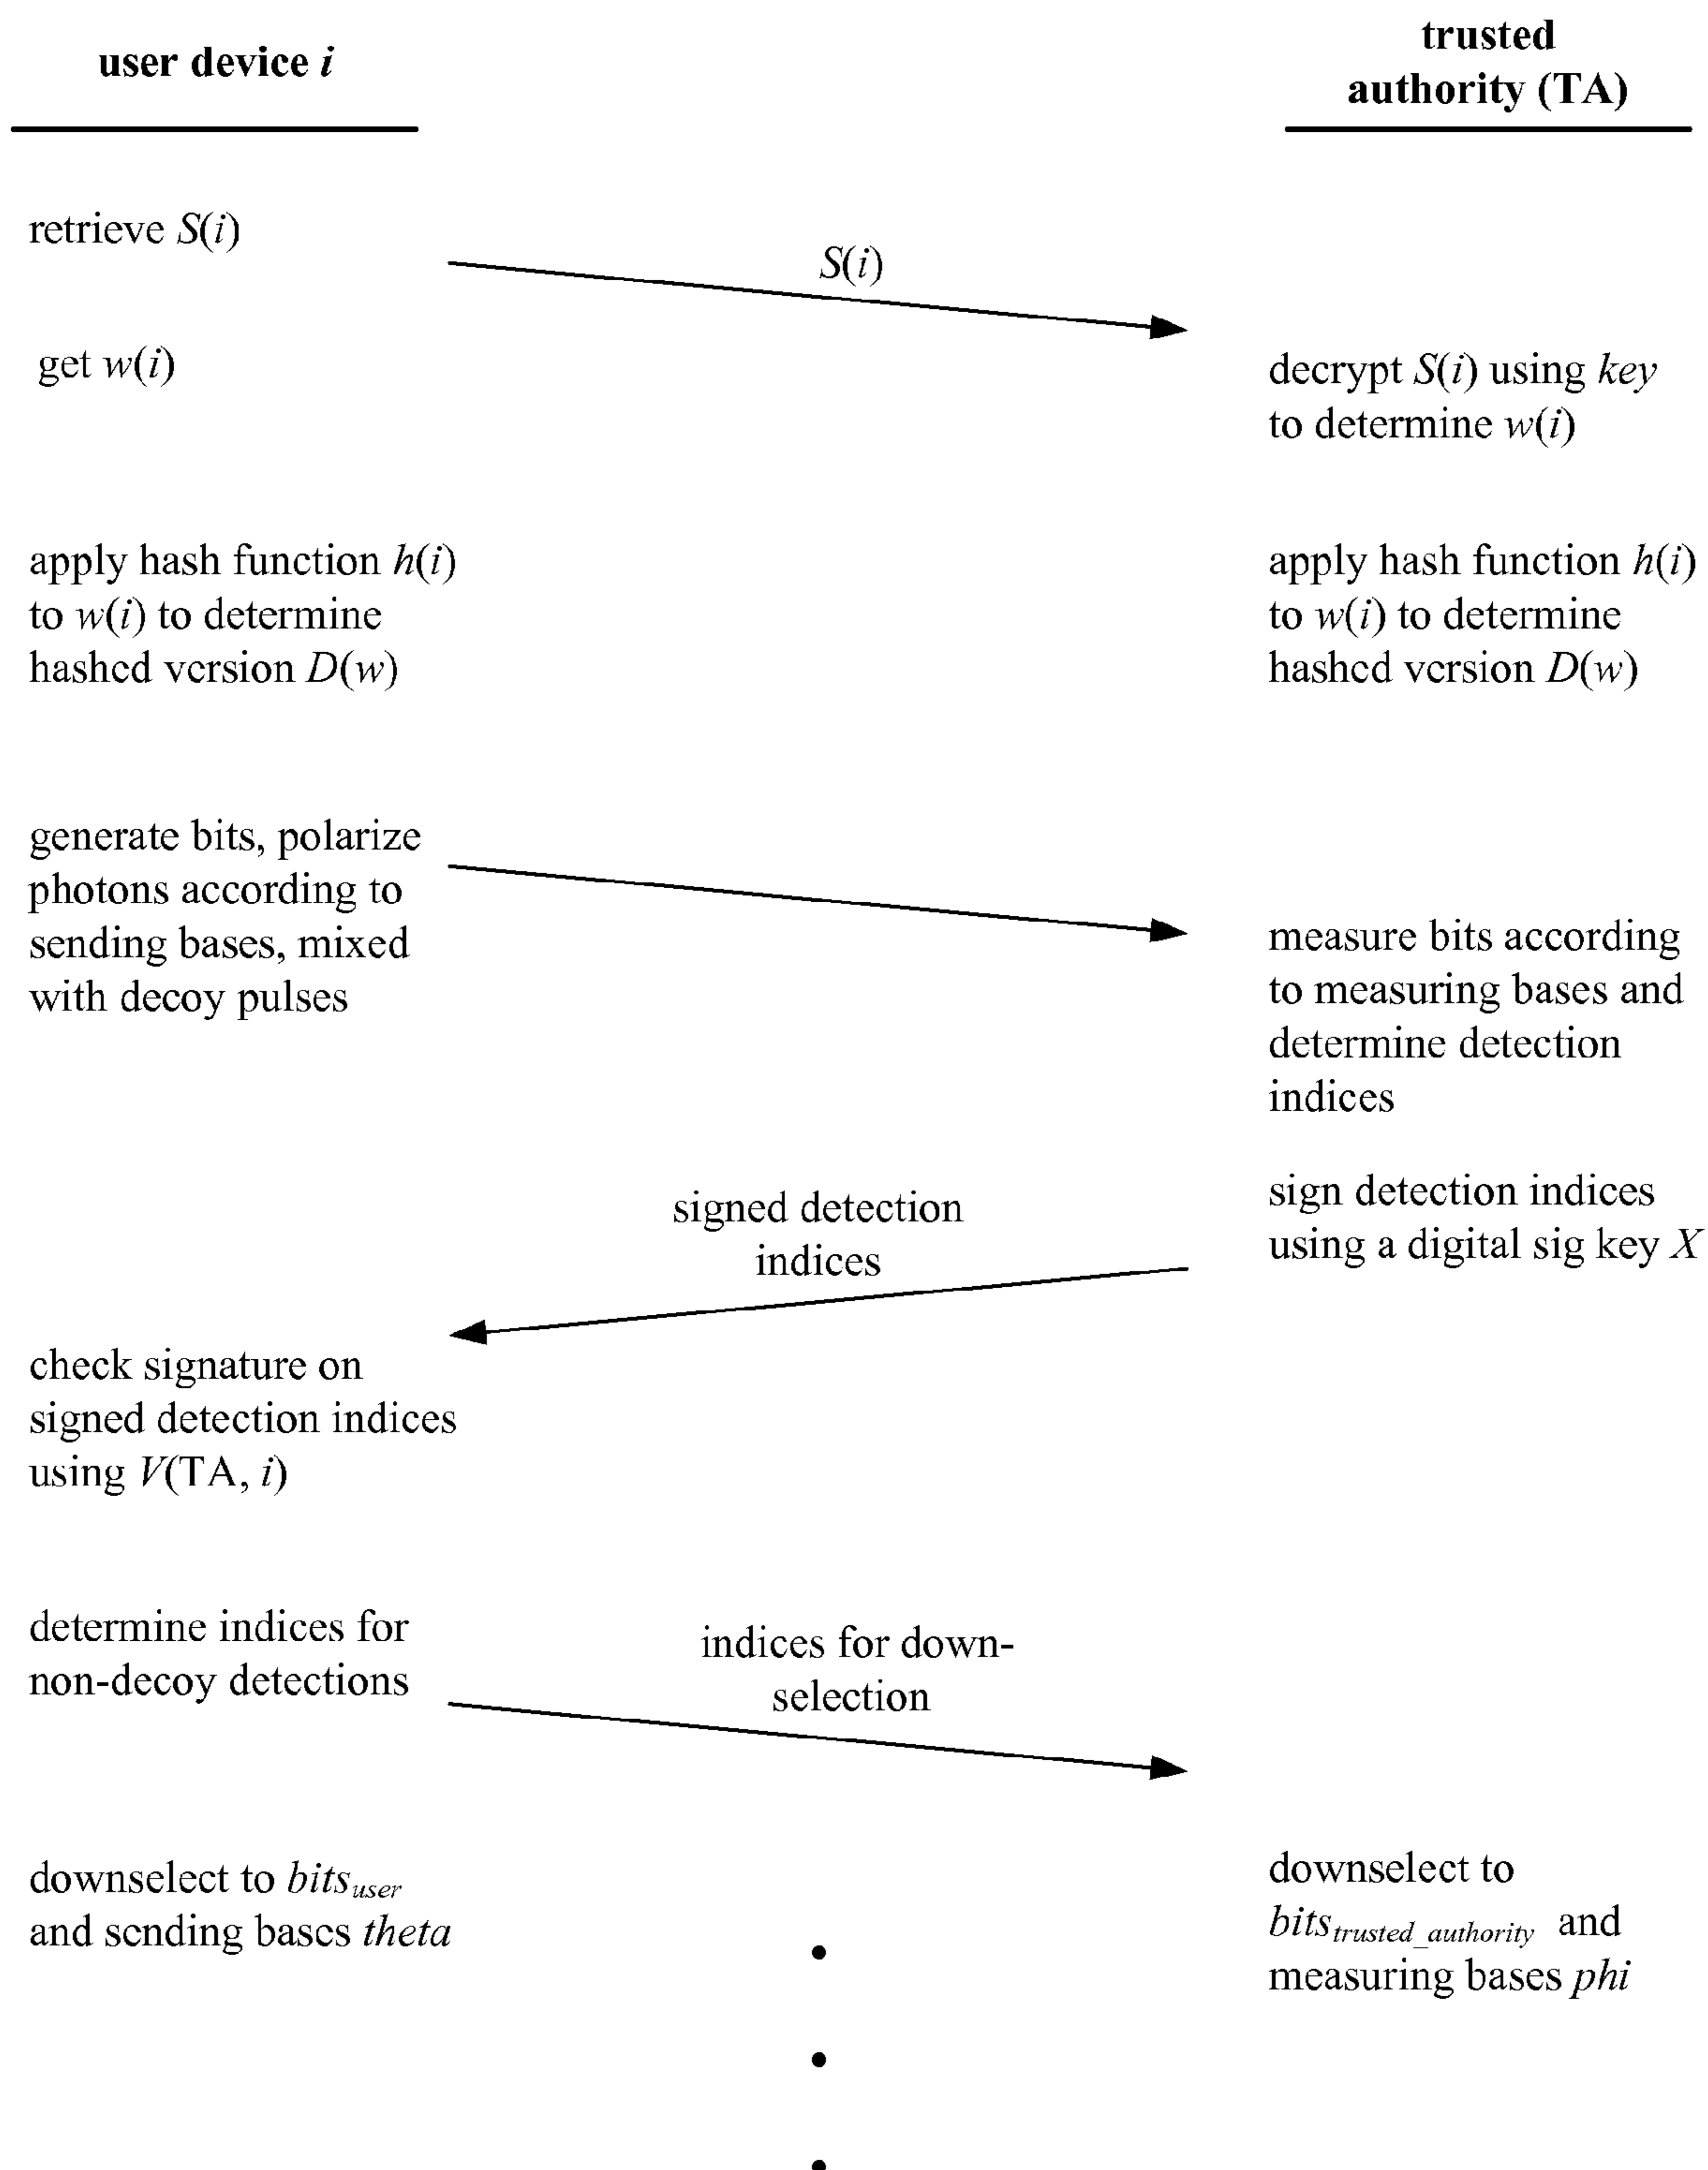 user device i
trusted
authority (TA)
retrieve S(i)
S(i)
get w(i)
decrypt S(i) using key
to determine w(i)
apply hash function h(i)
to w(i) to determine
hashed version D(w)
apply hash function h(i)
to w(i) to determine
hashed version D(w)
generate bits, polarize
photons according to
sending bases, mixed
with decoy pulses
measure bits according
to measuring bases and
determine detection
indices
signed detection
indices
sign detection indices
using a digital sig key X
check signature on
signed detection indices
using V(TA, i)
determine indices for
non-decoy detections
indices for down-
selection
downselect to bits_user
and sending bases theta
downselect to
bits_trusted_authority and
measuring bases phi